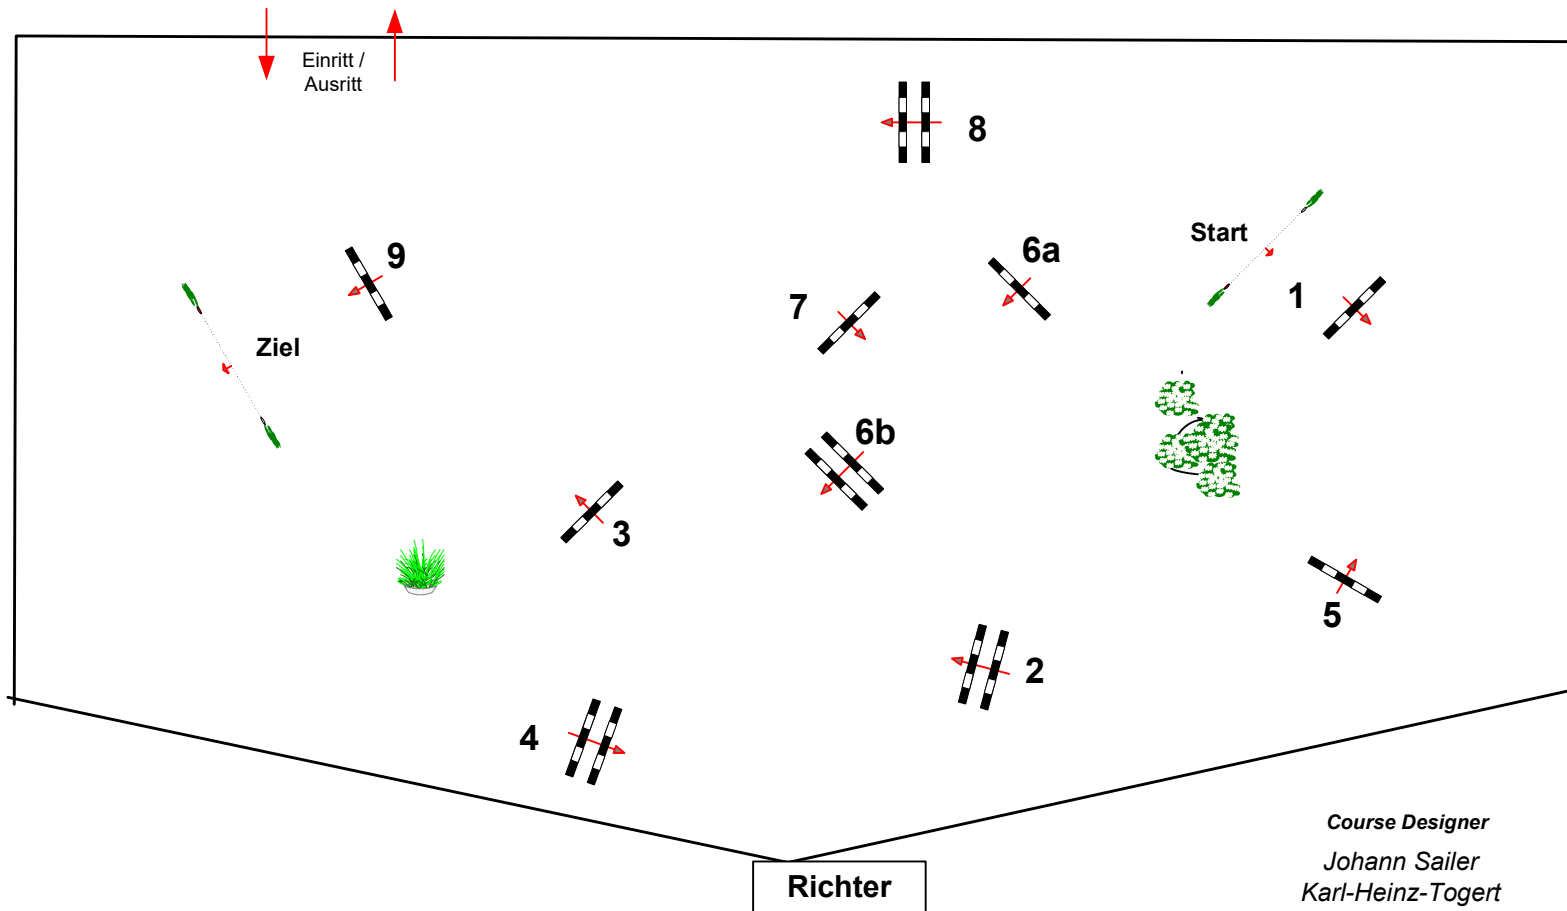 Einritt /
Ausritt
8
Start
6a
9
1
7
Ziel
6b
3
5
2
4
Course Designer
Johann Sailer
Richter
Karl-Heinz-Togert